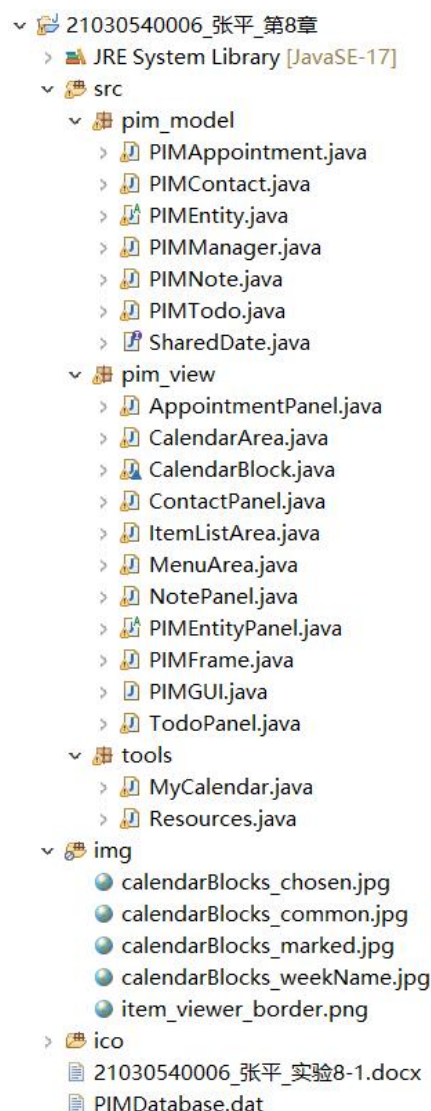 21030540006_张平_第8章
JRE System Library [JavaSE-17]
src
pim_model
PIMAppointment.java
PIMContact.java
PIMEntity.java
PIMManager.java
PIMNote.java
PIMTodo.java
SharedDate.java
pim_view
AppointmentPanel.java
CalendarArea.java
CalendarBlock.java
ContactPanel.java
ItemListArea.java
MenuArea.java
NotePanel.java
PIMEntityPanel.java
PIMFrame.java
PIMGUI.java
TodoPanel.java
tools
MyCalendar.java
Resources.java
img
calendarBlocks_chosen.jpg
calendarBlocks_common.jpg
calendarBlocks_marked.jpg
calendarBlocks_weekName.jpg
item_viewer_border.png
ico
21030540006_张平_实验8-1.docx
PIMDatabase.dat